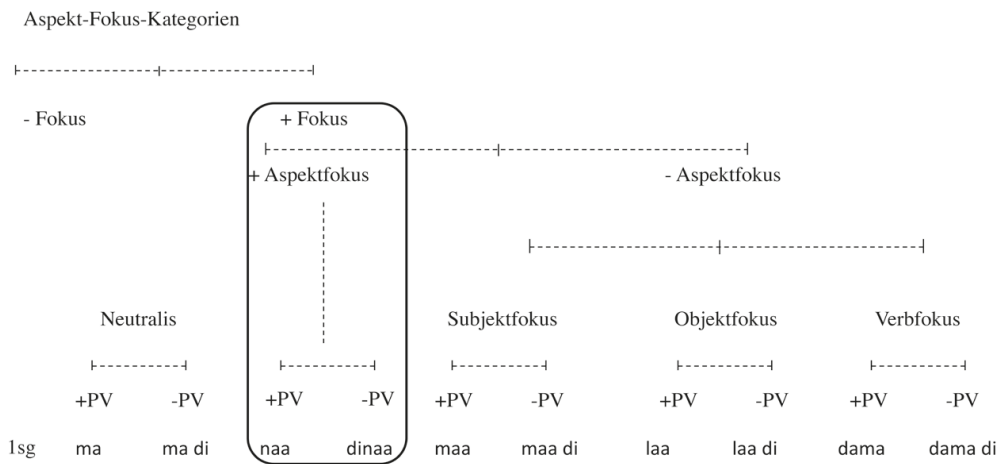 Aspekt-Fokus-Kategorien
- Fokus + Fokus
+ Aspektfokus - Aspektfokus
Neutralis Subjektfokus Objektfokus Verbfokus
+PV -PV +PV -PV +PV -PV +PV -PV +PV -PV
1sg ma ma di naa dinaa maa maa di laa laa di dama dama di